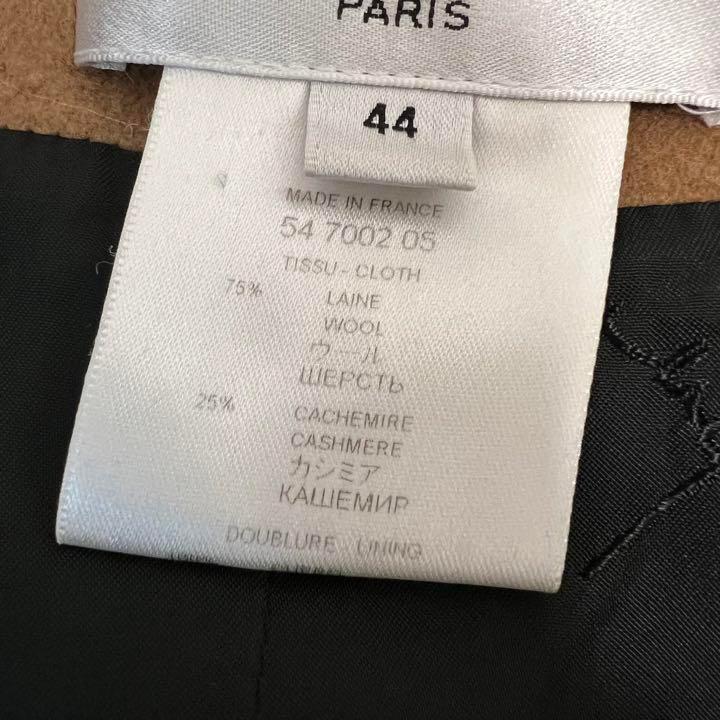 PARIS
44
MADE IN FRANCE
54 7002 05
TISSU - CLOTH
75% LAINE
WOOL
ウール
ШЕРСТЬ
25% CACHEMIRE
CASHMERE
カシミア
КАШЕМИР
DOUBLURE LINING